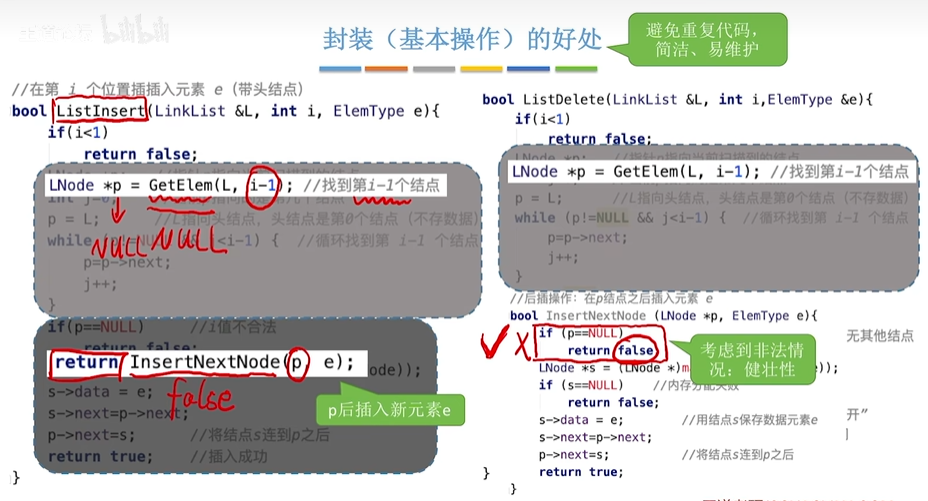 bilibili
封装（基本操作）的好处
避免重复代码，
简洁、易维护
//在第 i 个位置插插入元素 e（带头结点）
bool ListInsert(LinkList &L, int i, ElemType e){
if(i<1)
return false;
LNode *p = GetElem(L, i-1); //找到第i-1个结点
NULL NULL
p = L; //L指向头结点，头结点是第0个结点（不存数据）
while (p!=NULL && j<i-1) { //循环找到第 i-1 个结点
p=p->next;
j++;
}
if(p==NULL) //i值不合法
return InsertNextNode(p, e);
false
s->data = e;
s->next=p->next;
p->next=s; //将结点s连到p之后
return true; //插入成功
}
p后插入新元素e
bool ListDelete(LinkList &L, int i,ElemType &e){
if(i<1)
return false;
LNode *p = GetElem(L, i-1); //找到第i-1个结点
p = L; //L指向头结点，头结点是第0个结点（不存数据）
while (p!=NULL && j<i-1) { //循环找到第 i-1 个结点
p=p->next;
j++;
}
//后插操作：在p结点之后插入元素 e
bool InsertNextNode (LNode *p, ElemType e){
if (p==NULL)
return false;
无其他结点
考虑到非法情
况：健壮性
LNode *s = (LNode *)m e));
if (s==NULL) //内存分配失败
return false;
s->data = e; //用结点s保存数据元素e
开”
s->next=p->next;
p->next=s; //将结点s连到p之后
return true;
}
}